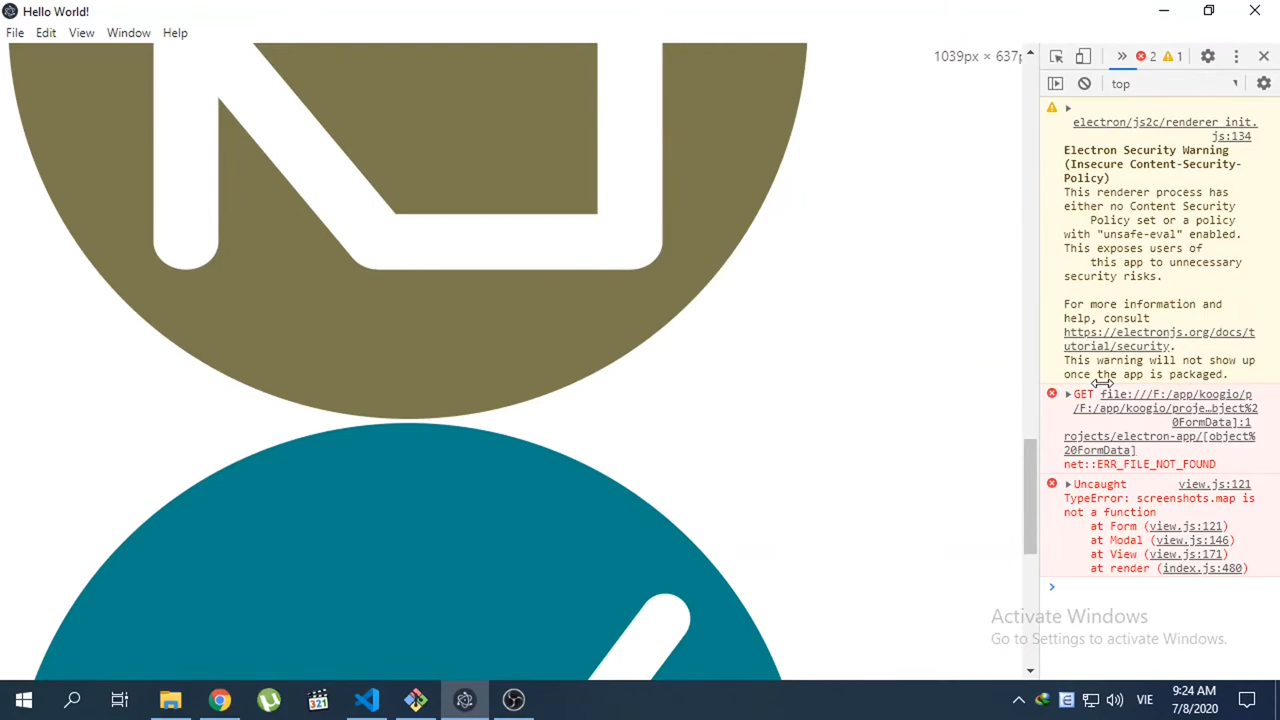 Hello World!
File Edit View Window Help
1039px × 637p
2 1
top
electron/js2c/renderer_init.
js:134
Electron Security Warning
(Insecure Content-Security-
Policy)
This renderer process has
either no Content Security
Policy set or a policy
with "unsafe-eval" enabled.
This exposes users of
this app to unnecessary
security risks.
For more information and
help, consult
https://electronjs.org/docs/t
utorial/security.
This warning will not show up
once the app is packaged.
GET file:///F:/app/koogio/p
/F:/app/koogio/proje…bject%2
0FormData]:1
rojects/electron-app/[object%
20FormData]
net::ERR_FILE_NOT_FOUND
Uncaught view.js:121
TypeError: screenshots.map is
not a function
at Form (view.js:121)
at Modal (view.js:146)
at View (view.js:171)
at render (index.js:480)
Activate Windows
Go to Settings to activate Windows.
321
VIE
9:24 AM
7/8/2020